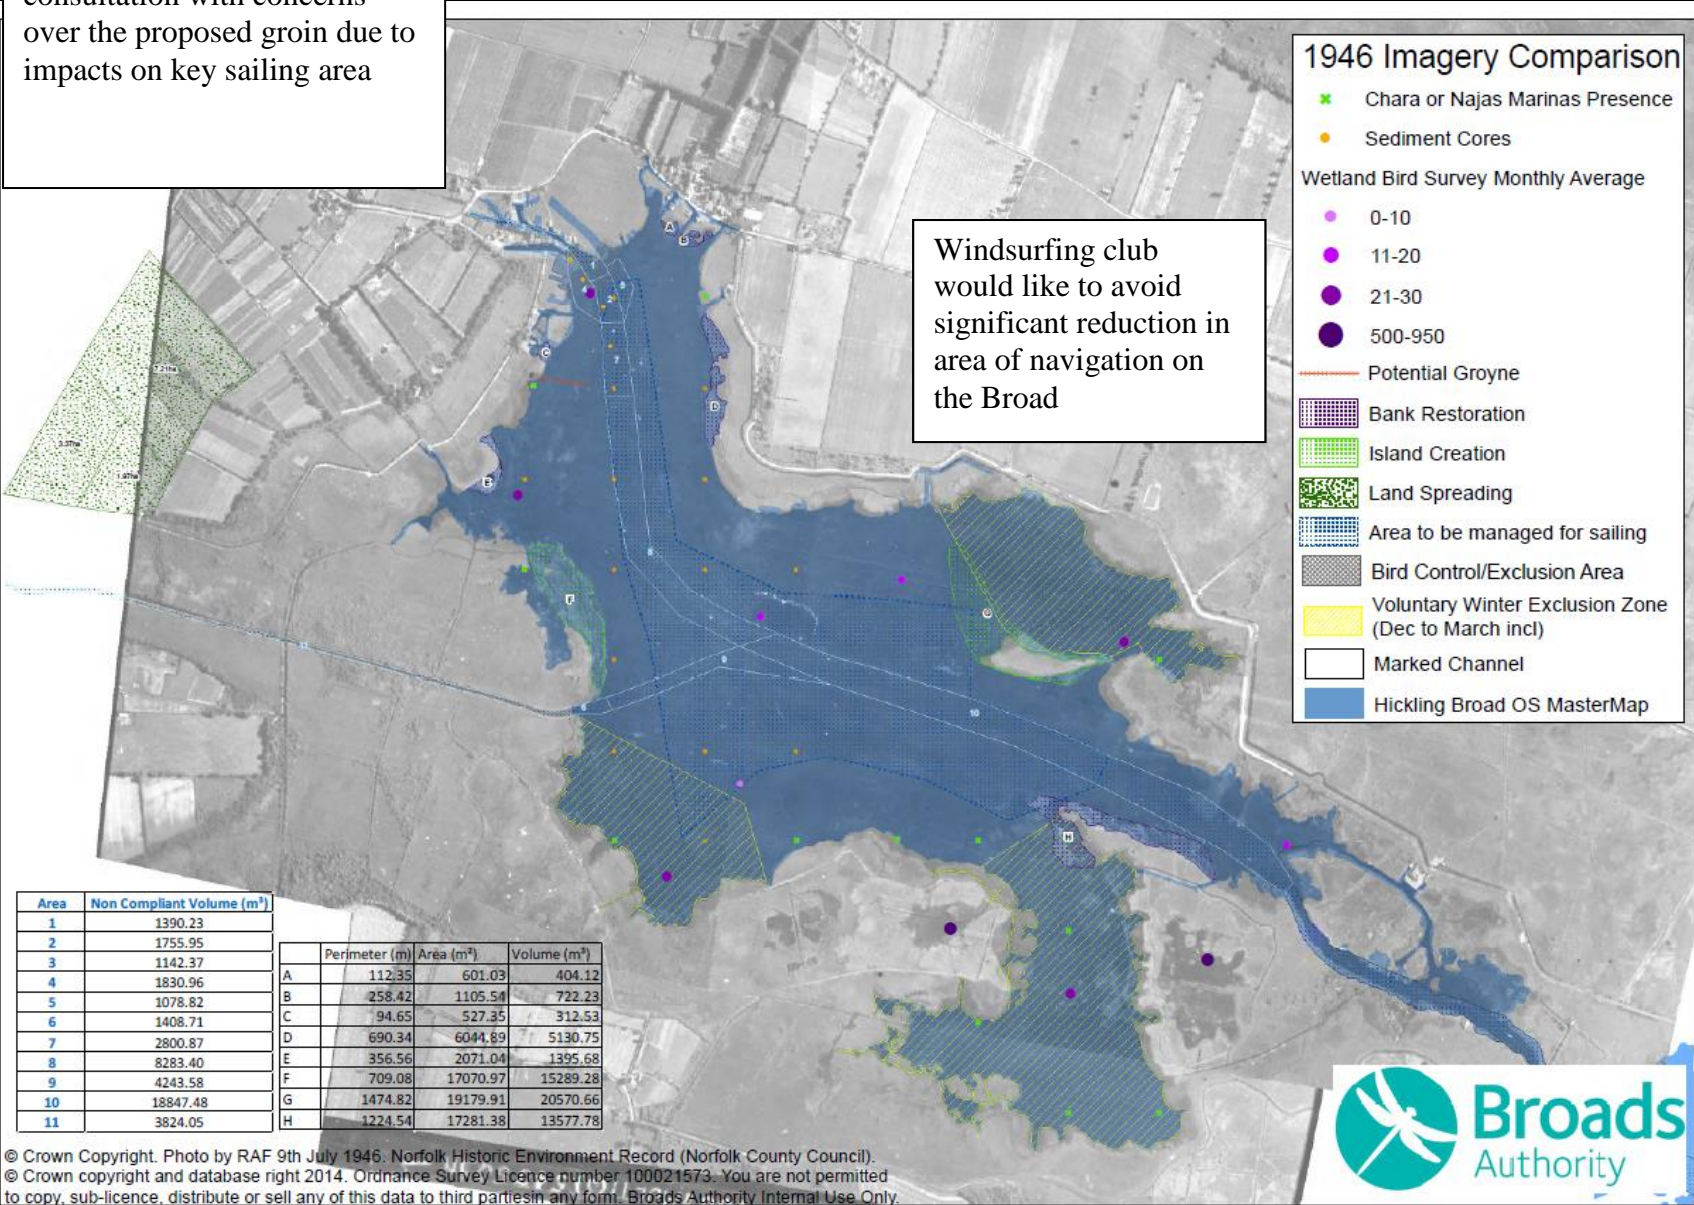 consultation with concerns
over the proposed groin due to
impacts on key sailing area
1946 Imagery Comparison
Chara or Najas Marinas Presence
Sediment Cores
Wetland Bird Survey Monthly Average
0-10
11-20
21-30
500-950
Potential Groyne
Bank Restoration
Island Creation
Land Spreading
Area to be managed for sailing
Bird Control/Exclusion Area
Voluntary Winter Exclusion Zone
(Dec to March incl)
Marked Channel
Hickling Broad OS MasterMap
Windsurfing club
would like to avoid
significant reduction in
area of navigation on
the Broad
A
B
1
2
C
7
D
E
8
F
G
9
11
6
10
H
Area Non Compliant Volume (m³)
1 1390.23
2 1755.95
3 1142.37
4 1830.96
5 1078.82
6 1408.71
7 2800.87
8 8283.40
9 4243.58
10 18847.48
11 3824.05
Perimeter (m) Area (m²) Volume (m³)
A 112.35 601.03 404.12
B 258.42 1105.54 722.23
C 94.65 527.35 312.53
D 690.34 6044.89 5130.75
E 356.56 2071.04 1395.68
F 709.08 17070.97 15289.28
G 1474.82 19179.91 20570.66
H 1224.54 17281.38 13577.78
© Crown Copyright. Photo by RAF 9th July 1946. Norfolk Historic Environment Record (Norfolk County Council).
© Crown copyright and database right 2014. Ordnance Survey Licence number 100021573. You are not permitted
to copy, sub-licence, distribute or sell any of this data to third partiesin any form. Broads Authority Internal Use Only.
Broads
Authority